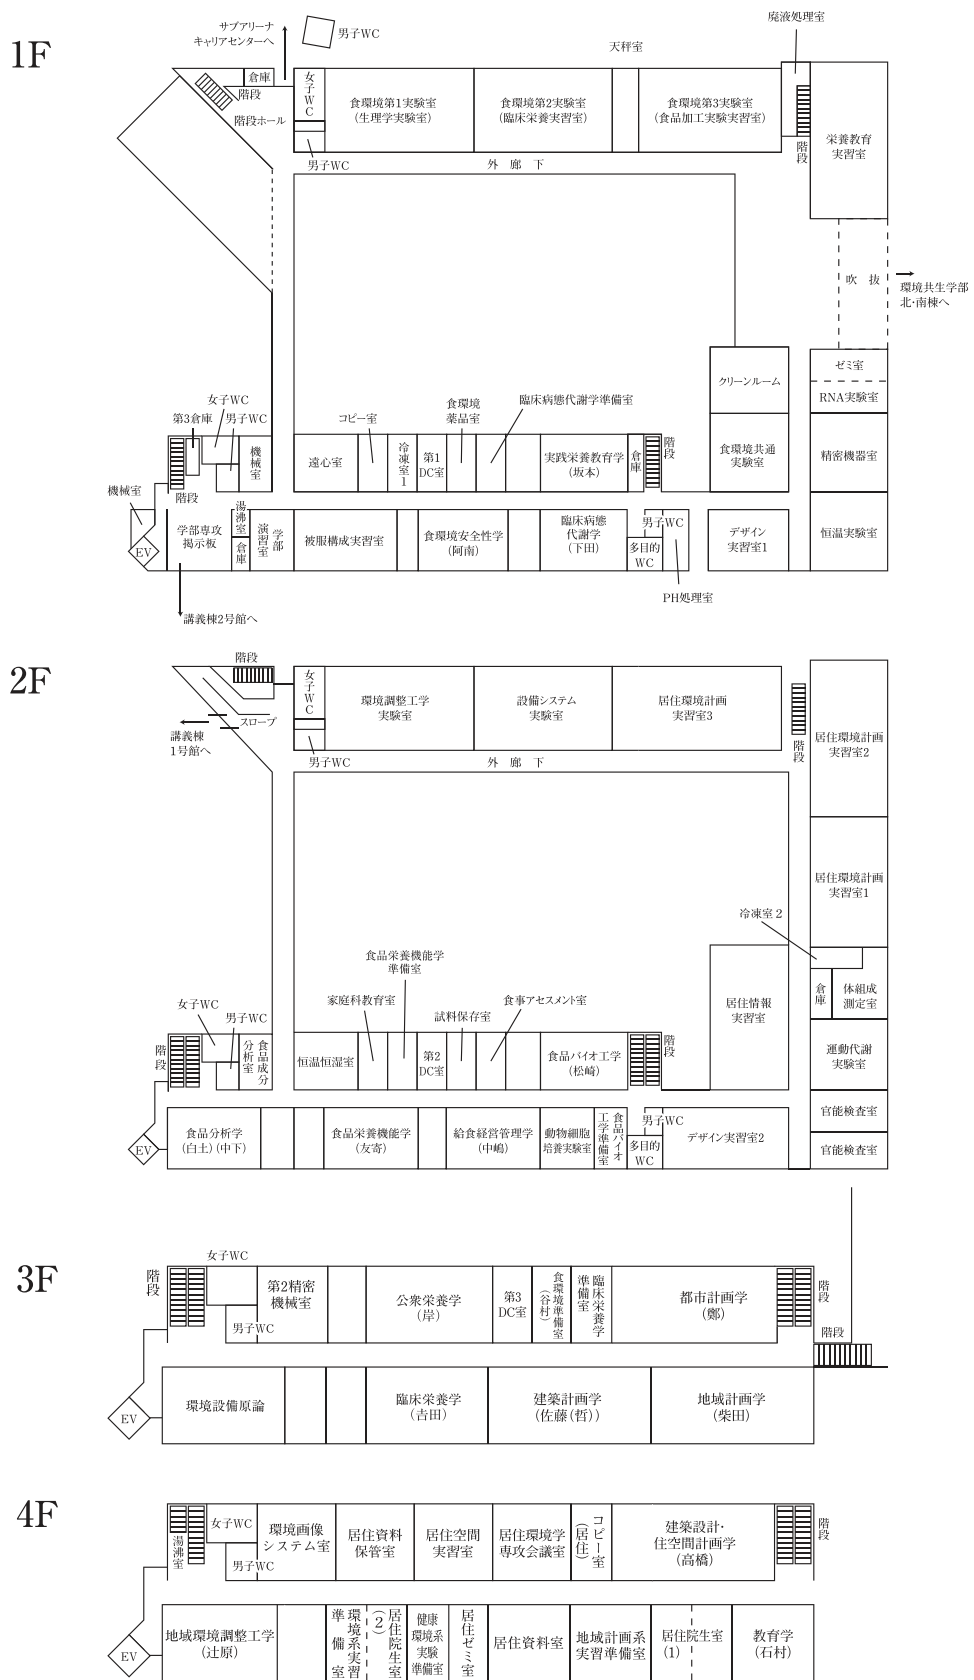 1F
サブアリーナ
キャリアセンターへ
男子WC
天秤室
廃液処理室
倉庫
階段
階段ホール
女子WC
食環境第1実験室
(生理学実験室)
食環境第2実験室
(臨床栄養実習室)
食環境第3実験室
(食品加工実験実習室)
階段
栄養教育
実習室
男子WC
外 廊 下
吹 抜
環境共生学部
北・南棟へ
ゼミ室
RNA実験室
クリーンルーム
女子WC
第3倉庫
男子WC
コピー室
食環境
薬品室
臨床病態代謝学準備室
機械室
遠心室
冷凍室1
第1
DC室
実践栄養教育学
(坂本)
倉庫
階段
食環境共通
実験室
精密機器室
機械室
階段
EV
学部専攻
掲示板
湯沸室
倉庫
学部
演習室
被服構成実習室
食環境安全性学
(阿南)
臨床病態
代謝学
(下田)
男子WC
多目的
WC
デザイン
実習室1
恒温実験室
PH処理室
講義棟2号館へ
2F
階段
スロープ
講義棟
1号館へ
女子WC
環境調整工学
実験室
設備システム
実験室
居住環境計画
実習室3
階段
居住環境計画
実習室2
男子WC
外 廊 下
居住環境計画
実習室1
冷凍室2
倉庫
体組成
測定室
食品栄養機能学
準備室
家庭科教育室
試料保存室
食事アセスメント室
居住情報
実習室
女子WC
男子WC
階段
食品成分
分析室
恒温恒湿室
第2
DC室
食品バイオ工学
(松崎)
階段
運動代謝
実験室
EV
食品分析学
(白土)(中下)
食品栄養機能学
(友寄)
給食経営管理学
(中嶋)
動物細胞
培養実験室
食品バイオ
工学準備室
男子WC
多目的
WC
デザイン実習室2
官能検査室
官能検査室
3F
女子WC
階段
第2精密
機械室
男子WC
公衆栄養学
(岸)
第3
DC室
食環境準備室
(谷村)
臨床栄養学
準備室
都市計画学
(鄭)
階段
階段
EV
環境設備原論
臨床栄養学
(吉田)
建築計画学
(佐藤(哲))
地域計画学
(柴田)
4F
湯沸室
女子WC
男子WC
環境画像
システム室
居住資料
保管室
居住空間
実習室
居住環境学
専攻会議室
コピー室
(居住)
建築設計・
住空間計画学
(高橋)
階段
EV
地域環境調整工学
(辻原)
環境系実習
準備室
居住院生室
(2)
健康
環境系
実験
準備室
居住ゼミ室
居住資料室
地域計画系
実習準備室
居住院生室
(1)
教育学
(石村)